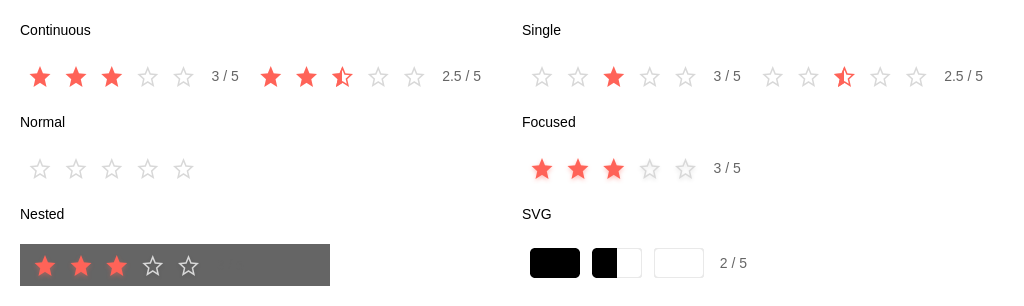 Continuous
Single
3 / 5
2.5 / 5
3 / 5
2.5 / 5
Normal
Focused
3 / 5
Nested
SVG
2 / 5